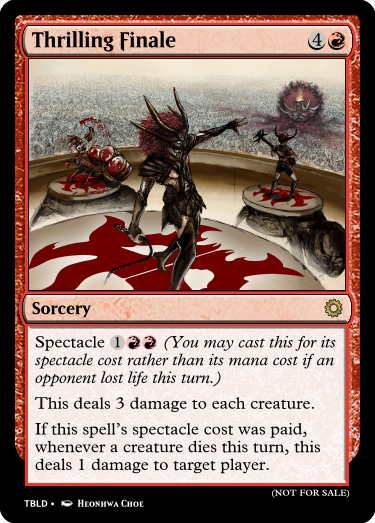 Thrilling Finale 4
Sorcery
Spectacle 1 (You may cast this for its
spectacle cost rather than its mana cost if an
opponent lost life this turn.)
This deals 3 damage to each creature.
If this spell's spectacle cost was paid,
whenever a creature dies this turn, this
deals 1 damage to target player.
(NOT FOR SALE)
TBLD • Heonhwa Choe